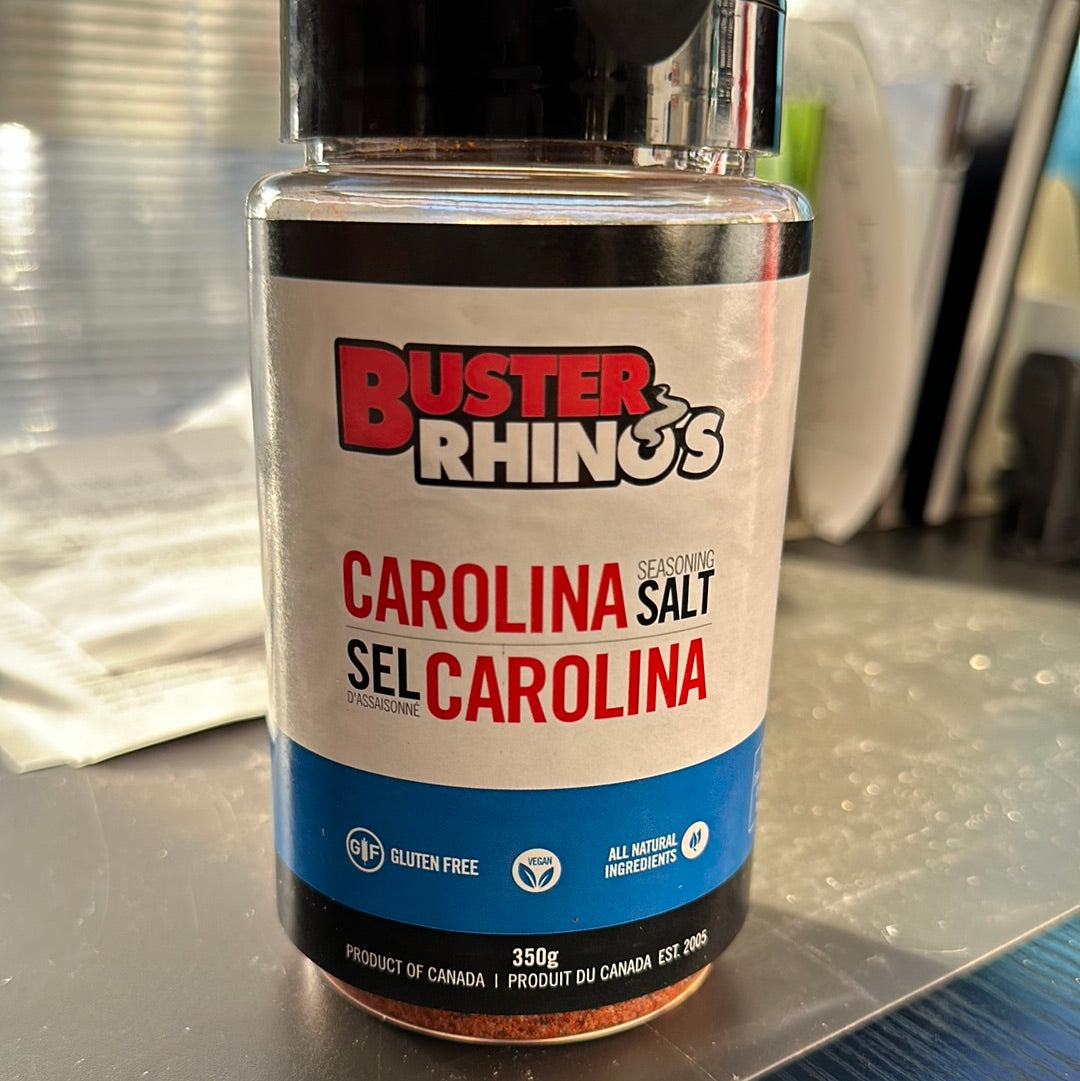 BUSTER
RHINO'S
CAROLINA SEASONING SALT
SEL D'ASSAISONNÉ CAROLINA
GF GLUTEN FREE
VEGAN
ALL NATURAL
INGREDIENTS
350g
PRODUCT OF CANADA | PRODUIT DU CANADA EST. 2005